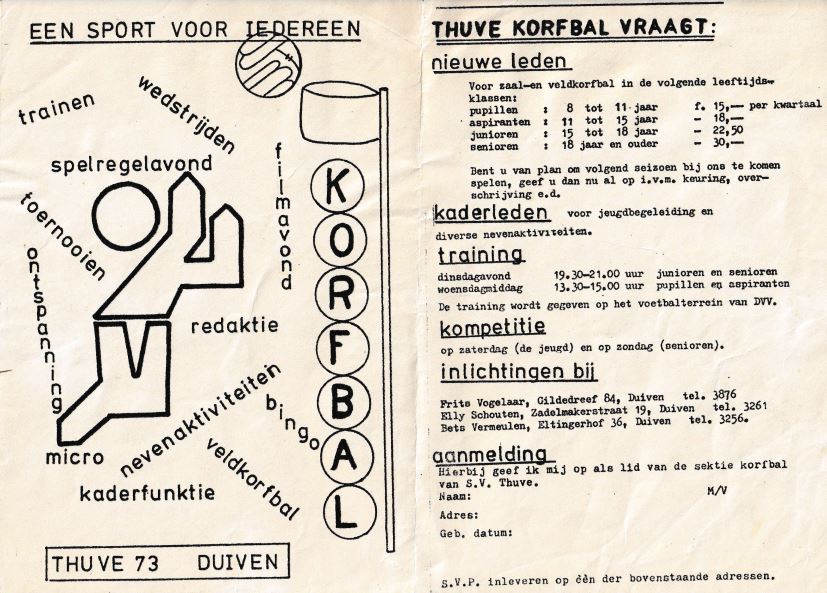 EEN SPORT VOOR IEDEREEN
trainen
wedstrijden
spelregelavond
filmavond
toernooien
ontspanning
redaktie
nevenaktiviteiten
bingo
micro
veldkorfbal
kaderfunktie
KORFBAL
THUVE 73 DUIVEN
THUVE KORFBAL VRAAGT:
nieuwe leden
Voor zaal-en veldkorfbal in de volgende leeftijds-
klassen:
pupillen : 8 tot 11 jaar f. 15,— per kwartaal
aspiranten : 11 tot 15 jaar - 18,—
junioren : 15 tot 18 jaar - 22,50
senioren : 18 jaar en ouder - 30,—
Bent u van plan om volgend seizoen bij ons te komen
spelen, geef u dan nu al op i.v.m. keuring, over-
schrijving e.d.
kaderleden voor jeugdbegeleiding en
diverse nevenaktiviteiten.
training
dinsdagavond 19.30-21.00 uur junioren en senioren
woensdagmiddag 13.30-15.00 uur pupillen en aspiranten
De training wordt gegeven op het voetbalterrein van DVV.
kompetitie
op zaterdag (de jeugd) en op zondag (senioren).
inlichtingen bij
Frits Vogelaar, Gildedreef 84, Duiven tel. 3876
Elly Schouten, Zadelmakerstraat 19, Duiven tel. 3261
Bets Vermeulen, Eltingerhof 36, Duiven tel. 3256.
aanmelding
Hierbij geef ik mij op als lid van de sektie korfbal
van S.V. Thuve.
Naam: M/V
Adres:
Geb. datum:
S.V.P. inleveren op één der bovenstaande adressen.